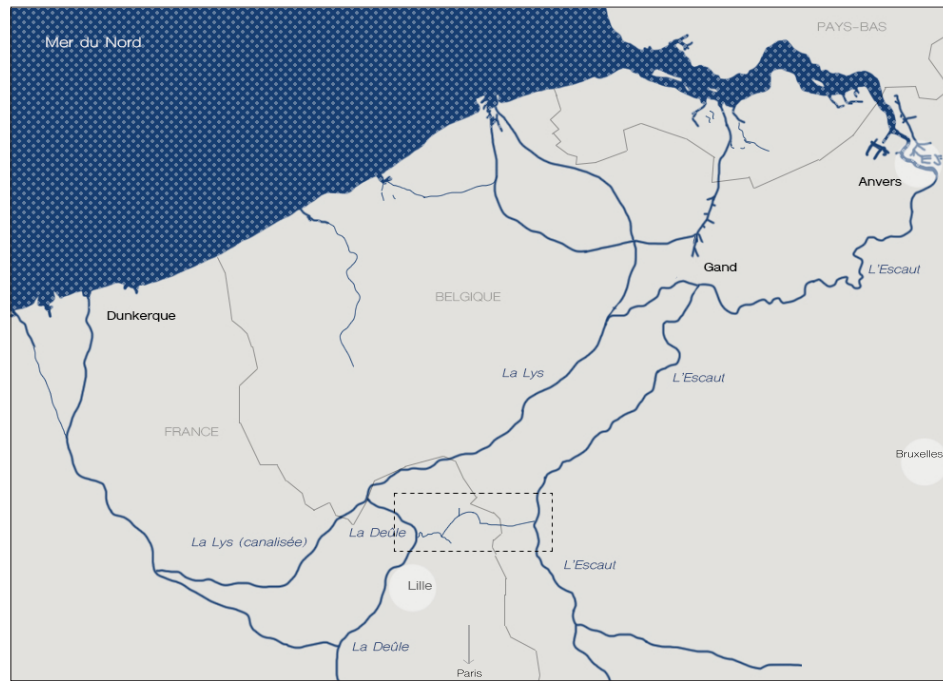 Mer du Nord
PAYS-BAS
Anvers
Gand
L'Escaut
BELGIQUE
Dunkerque
La Lys
L'Escaut
FRANCE
Bruxelles
La Lys (canalisée)
La Deûle
L'Escaut
Lille
La Deûle
Paris